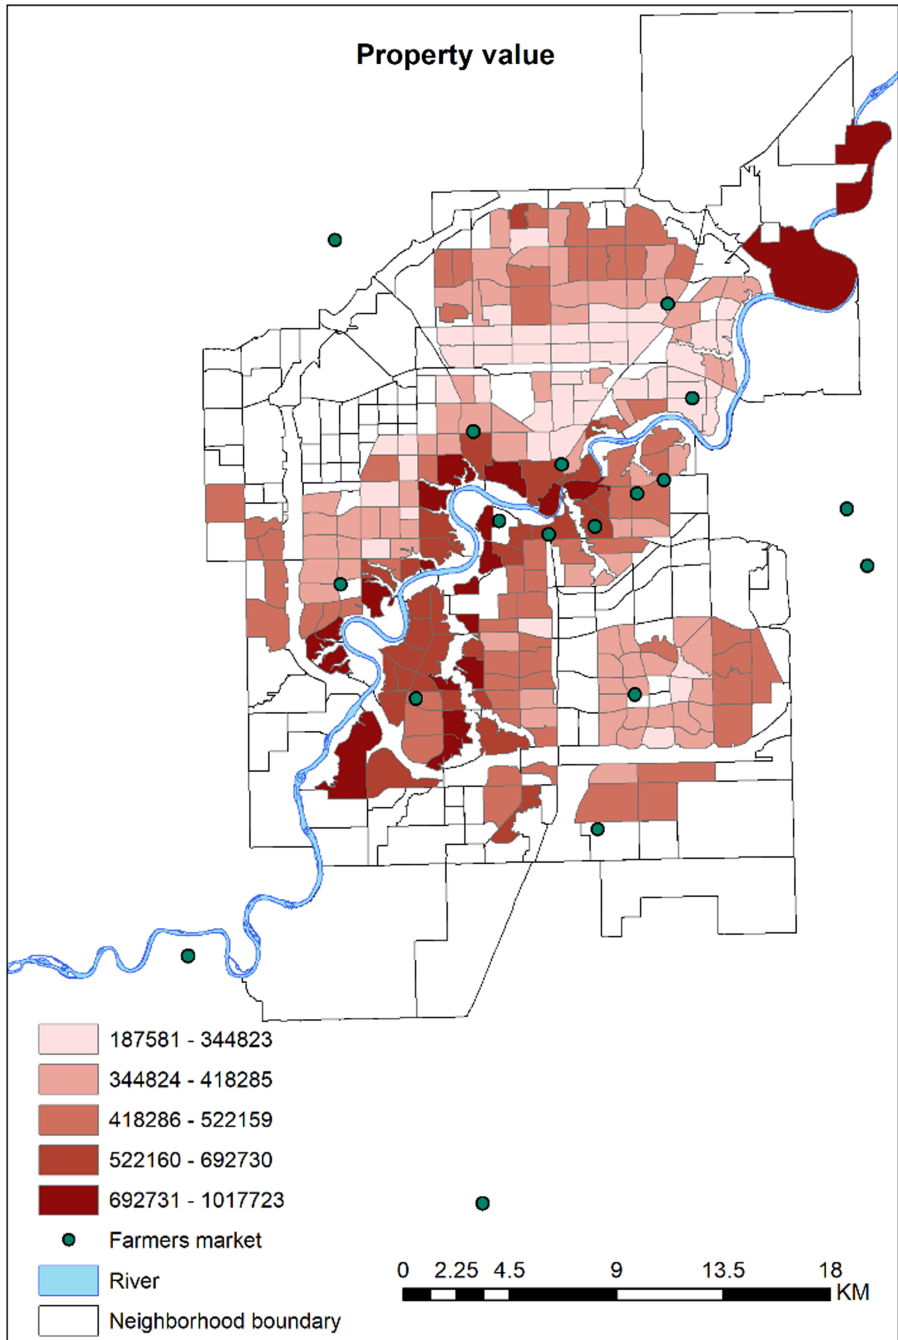 Property value
187581 - 344823
344824 - 418285
418286 - 522159
522160 - 692730
692731 - 1017723
Farmers market
River
Neighborhood boundary
0 2.25 4.5 9 13.5 18
KM